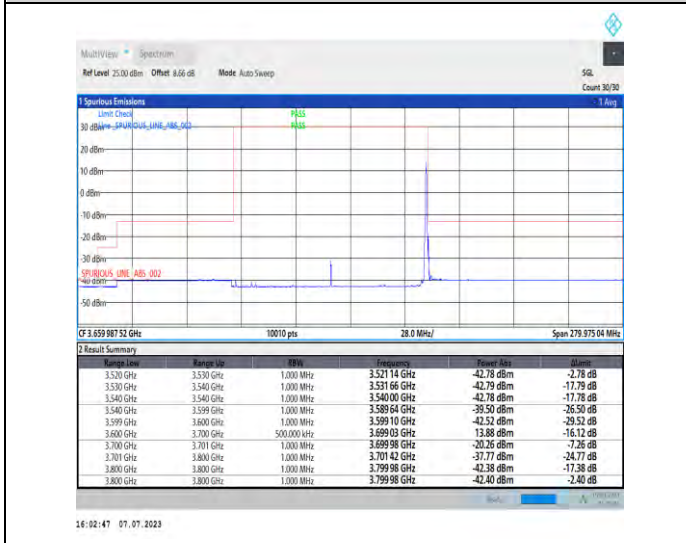 MultiView Spectrum
Ref Level 25.00 dBm Offset 8.66 dB Mode Auto Sweep SGL
Count 30/30
1 Spurious Emissions 1 Avg
Limit Check PASS
30 dBm Line _SPURIOUS_LINE_ABS_002 PASS
20 dBm
10 dBm
0 dBm
-10 dBm
-20 dBm
-30 dBm
SPURIOUS_LINE_ABS_002
-40 dBm
-50 dBm
CF 3.659 987 52 GHz 10010 pts 28.0 MHz/ Span 279.975 04 MHz
2 Result Summary
Range Low Range Up RBW Frequency Power Abs ΔLimit
3.520 GHz 3.530 GHz 1.000 MHz 3.521 14 GHz -42.78 dBm -2.78 dB
3.530 GHz 3.540 GHz 1.000 MHz 3.531 66 GHz -42.79 dBm -17.79 dB
3.540 GHz 3.540 GHz 1.000 MHz 3.540 00 GHz -42.78 dBm -17.78 dB
3.540 GHz 3.599 GHz 1.000 MHz 3.589 64 GHz -39.50 dBm -26.50 dB
3.599 GHz 3.600 GHz 1.000 MHz 3.599 10 GHz -42.52 dBm -29.52 dB
3.600 GHz 3.700 GHz 500.000 kHz 3.699 03 GHz 13.88 dBm -16.12 dB
3.700 GHz 3.701 GHz 1.000 MHz 3.699 98 GHz -20.26 dBm -7.26 dB
3.701 GHz 3.800 GHz 1.000 MHz 3.701 42 GHz -37.77 dBm -24.77 dB
3.800 GHz 3.800 GHz 1.000 MHz 3.799 98 GHz -42.38 dBm -17.38 dB
3.800 GHz 3.800 GHz 1.000 MHz 3.799 98 GHz -42.40 dBm -2.40 dB
16:02:47 07.07.2023